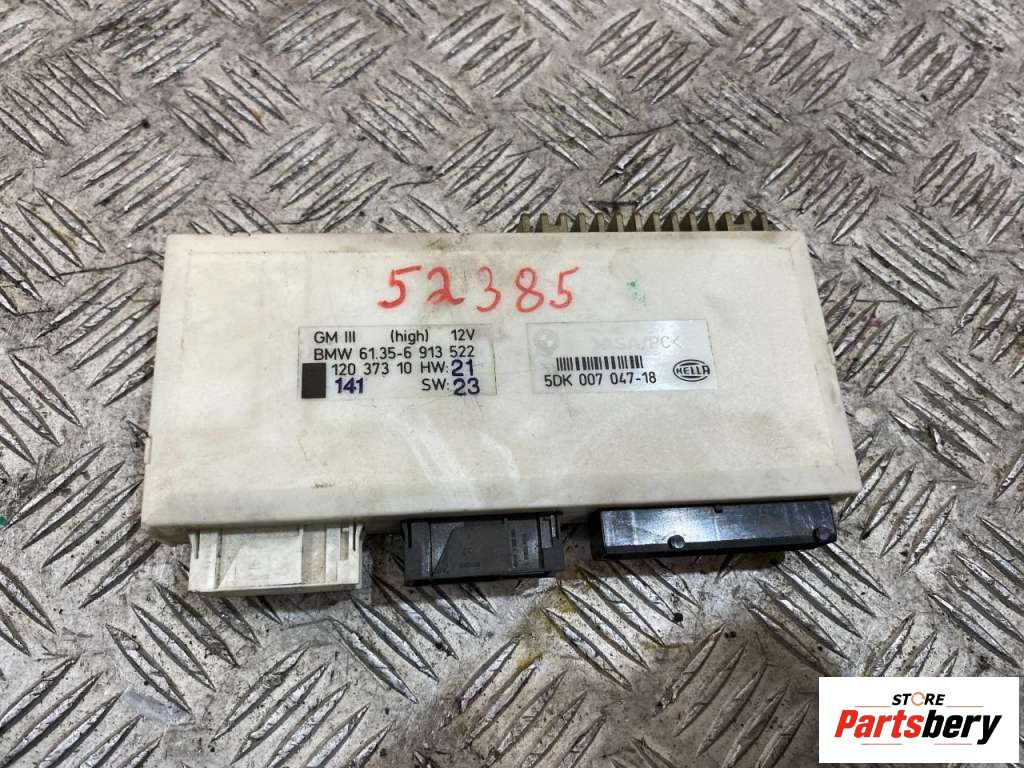 52385
GM III (high) 12V
BMW 61.35-6 913 522
120 373 10 HW: 21
141 SW: 23
5DK 007 047-18 HELLA
STORE
Partsbery